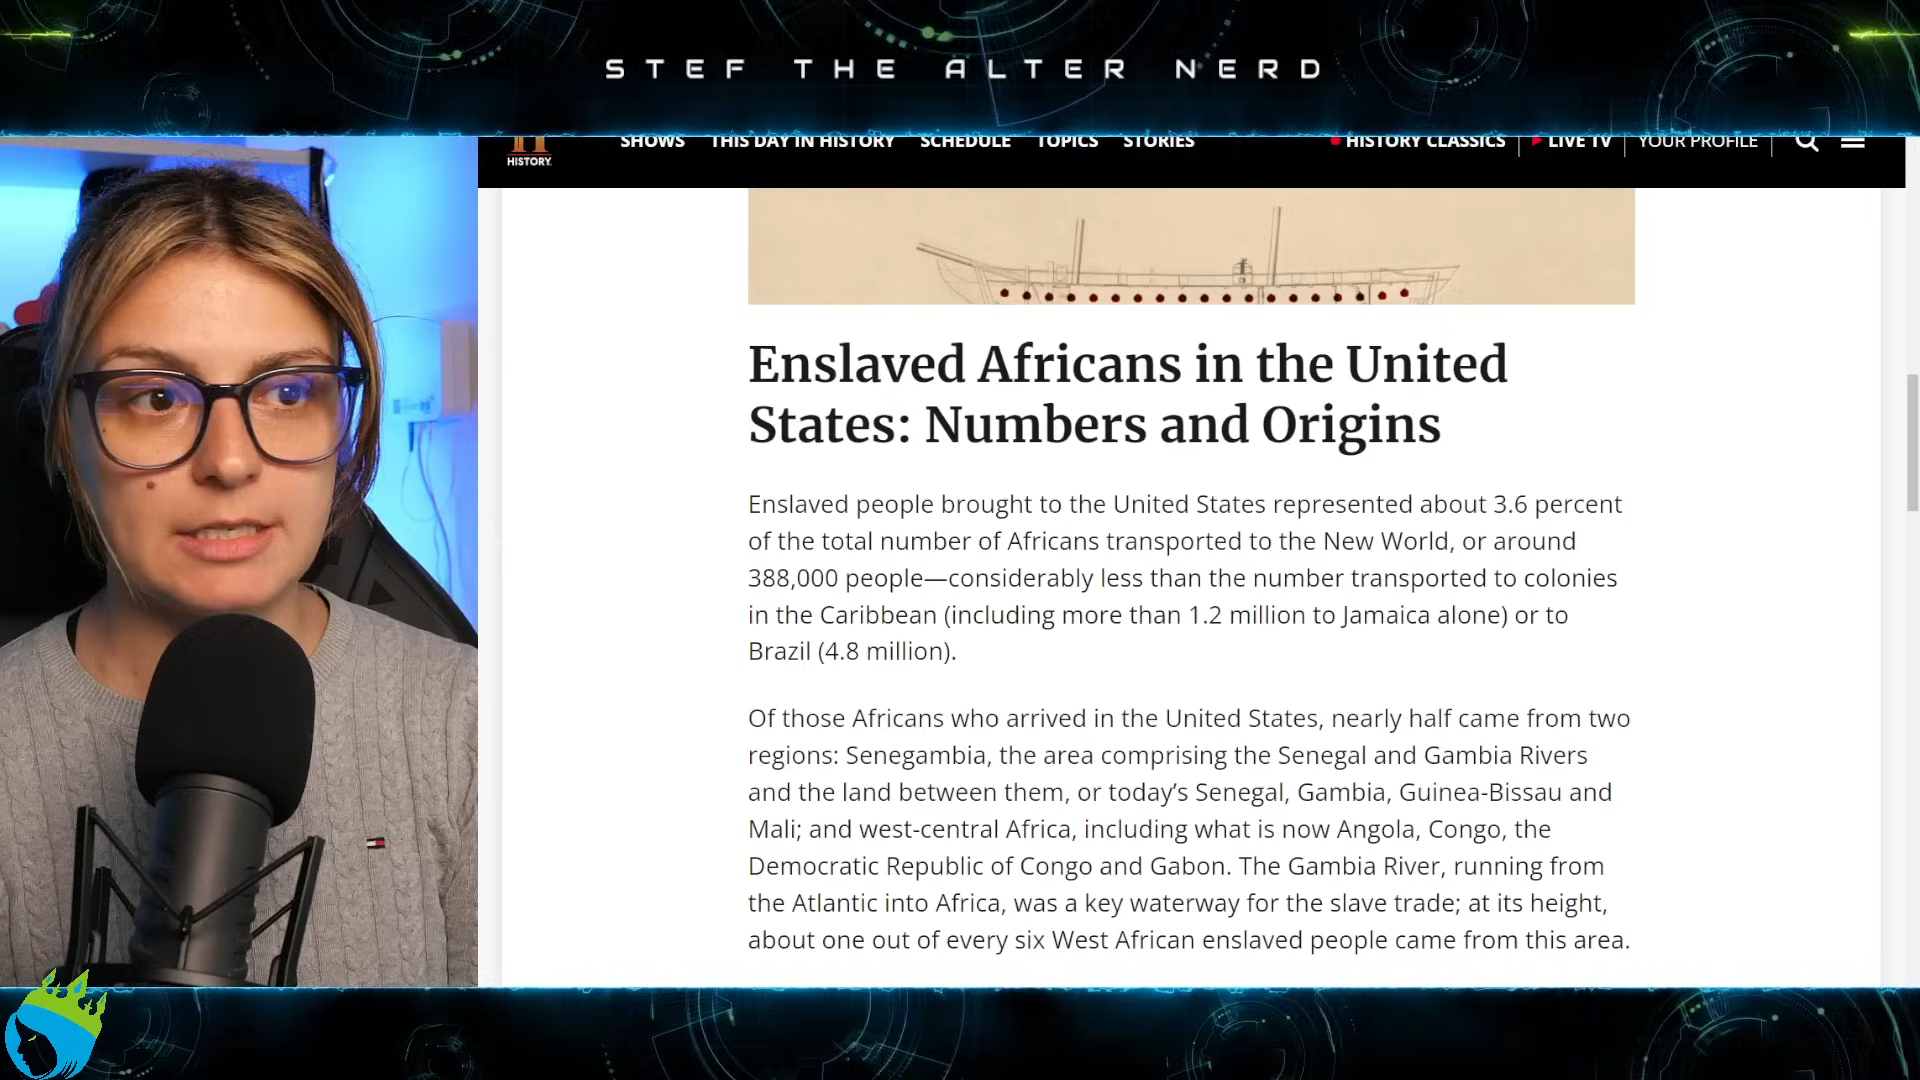 STEF THE ALTER NERD
HISTORY
SHOWS THIS DAY IN HISTORY SCHEDULE TOPICS STORIES HISTORY CLASSICS LIVE TV YOUR PROFILE
Enslaved Africans in the United
States: Numbers and Origins
Enslaved people brought to the United States represented about 3.6 percent
of the total number of Africans transported to the New World, or around
388,000 people—considerably less than the number transported to colonies
in the Caribbean (including more than 1.2 million to Jamaica alone) or to
Brazil (4.8 million).
Of those Africans who arrived in the United States, nearly half came from two
regions: Senegambia, the area comprising the Senegal and Gambia Rivers
and the land between them, or today’s Senegal, Gambia, Guinea-Bissau and
Mali; and west-central Africa, including what is now Angola, Congo, the
Democratic Republic of Congo and Gabon. The Gambia River, running from
the Atlantic into Africa, was a key waterway for the slave trade; at its height,
about one out of every six West African enslaved people came from this area.